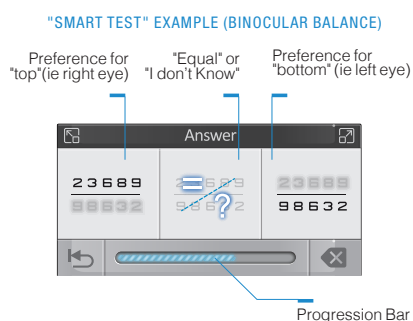 "SMART TEST" EXAMPLE (BINOCULAR BALANCE)
Preference for
"top"(ie right eye)
"Equal" or
"I don't Know"
Preference for
"bottom" (ie left eye)
Answer
23689
98632
=
23689
98632
?
23689
98632
Progression Bar